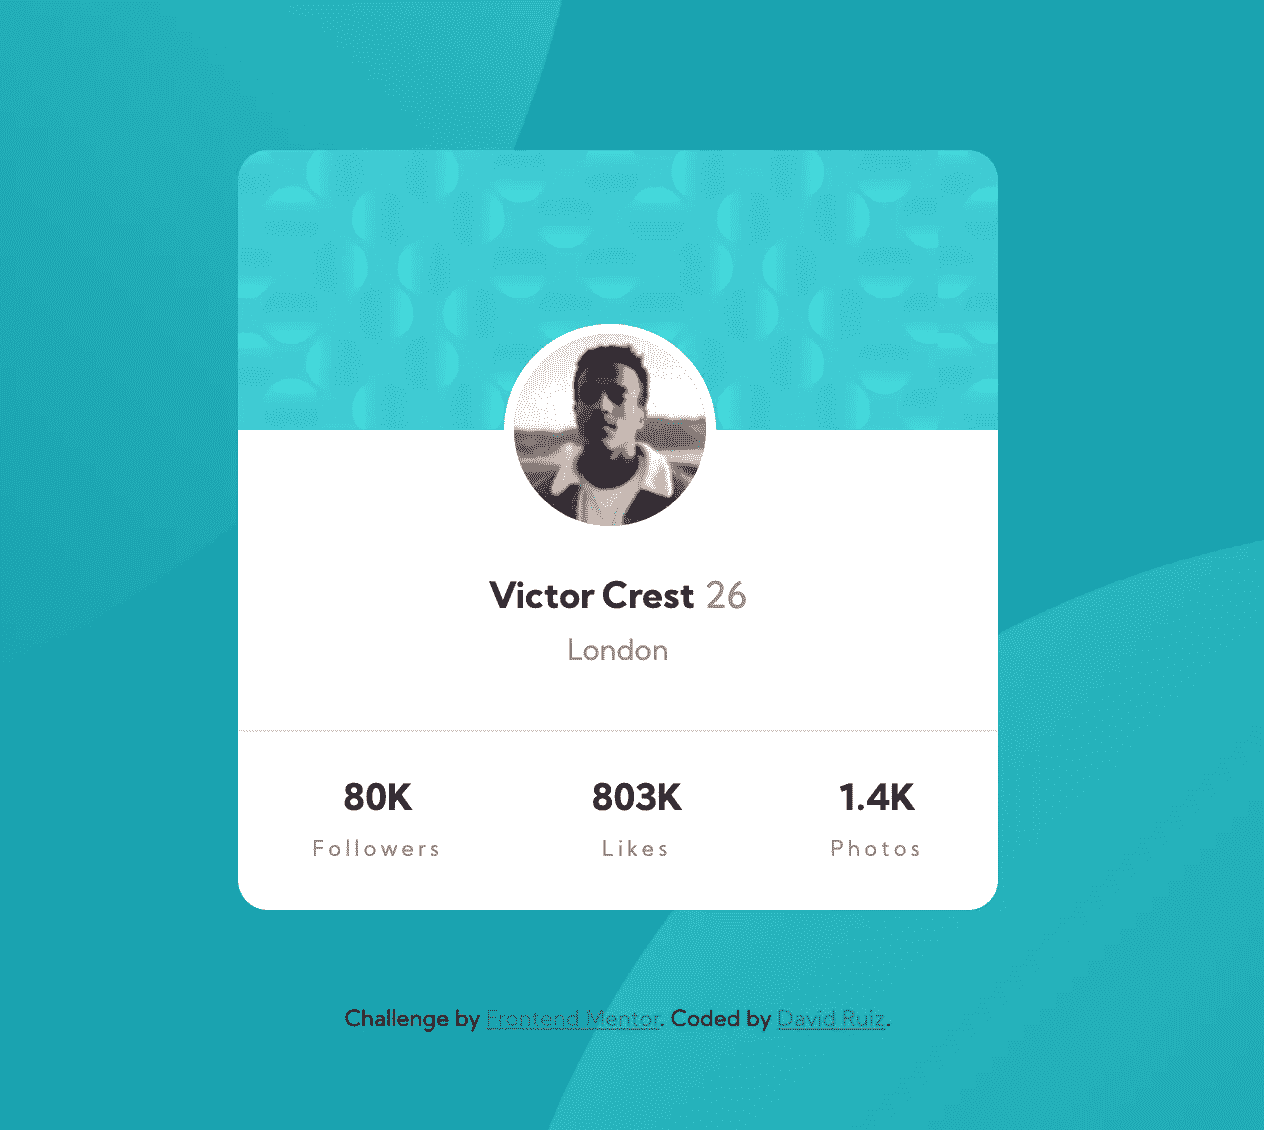 Victor Crest 26
London
80K 803K 1.4K
Followers Likes Photos
Challenge by Frontend Mentor. Coded by David Ruiz.